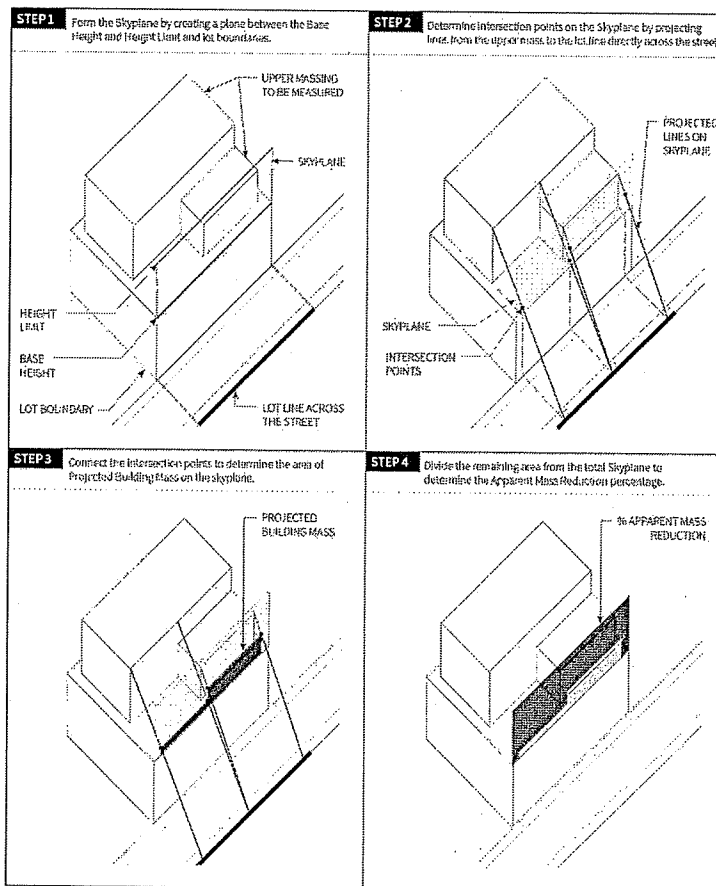 STEP 1
Form the Skyplane by creating a plane between the Base
Height and Height Limit and lot boundaries.
UPPER MASSING
TO BE MEASURED
SKYPLANE
HEIGHT
LIMIT
BASE
HEIGHT
LOT BOUNDARY
LOT LINE ACROSS
THE STREET
STEP 2
Determine intersection points on the Skyplane by projecting
lines from the upper mass to the lot line directly across the street
PROJECTED
LINES ON
SKYPLANE
SKYPLANE
INTERSECTION
POINTS
STEP 3
Connect the intersection points to determine the area of
Projected Building Mass on the skyplane.
PROJECTED
BUILDING MASS
STEP 4
Divide the remaining area from the total Skyplane to
determine the Apparent Mass Reduction percentage.
% APPARENT MASS
REDUCTION